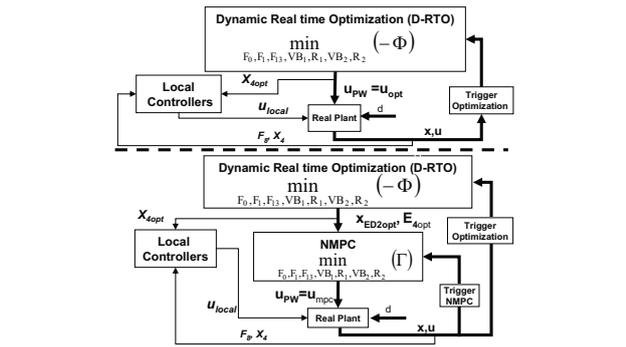 Dynamic Real time Optimization (D-RTO)
min (−Φ)
F₀,F₁,F₁₃,VB₁,R₁,VB₂,R₂
X4opt
Local
Controllers
uPW =uopt
Trigger
Optimization
ulocal
Real Plant
d
x,u
F8, X4
Dynamic Real time Optimization (D-RTO)
min (−Φ)
F₀,F₁,F₁₃,VB₁,R₁,VB₂,R₂
X4opt
xED2opt, E4opt
Trigger
Optimization
Local
Controllers
NMPC
min (Γ)
F₀,F₁,F₁₃,VB₁,R₁,VB₂,R₂
Trigger
NMPC
uPW=umpc
ulocal
Real Plant
d
x,u
F8, X4